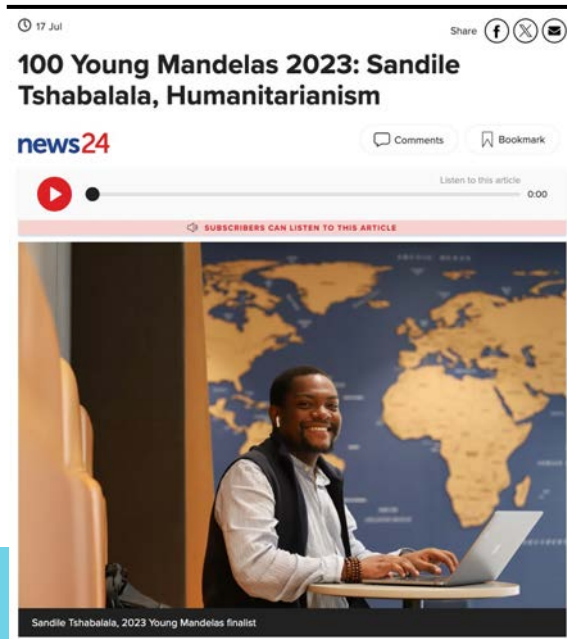 17 Jul
Share
100 Young Mandelas 2023: Sandile
Tshabalala, Humanitarianism
news24
Comments
Bookmark
Listen to this article
0:00
SUBSCRIBERS CAN LISTEN TO THIS ARTICLE
Sandile Tshabalala, 2023 Young Mandelas finalist